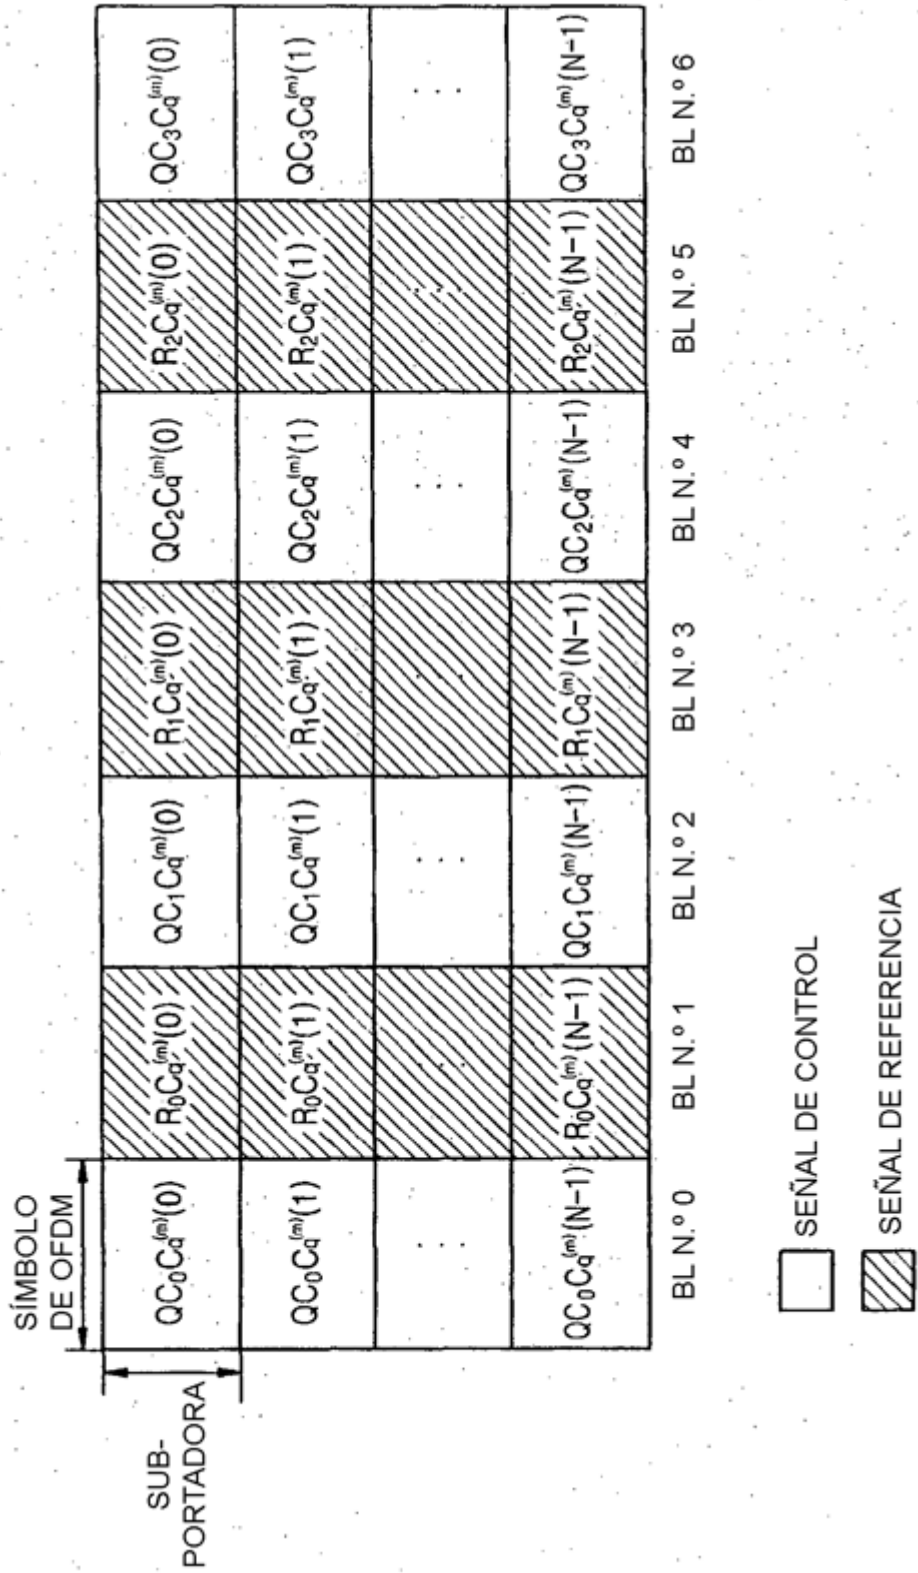 SÍMBOLO
DE OFDM
SUB-
PORTADORA
QC₀Cq⁽ᵐ⁾(0) R₀Cq⁽ᵐ⁾(0) QC₁Cq⁽ᵐ⁾(0) R₁Cq⁽ᵐ⁾(0) QC₂Cq⁽ᵐ⁾(0) R₂Cq⁽ᵐ⁾(0) QC₃Cq⁽ᵐ⁾(0)
QC₀Cq⁽ᵐ⁾(1) R₀Cq⁽ᵐ⁾(1) QC₁Cq⁽ᵐ⁾(1) R₁Cq⁽ᵐ⁾(1) QC₂Cq⁽ᵐ⁾(1) R₂Cq⁽ᵐ⁾(1) QC₃Cq⁽ᵐ⁾(1)
... ... ... ... ... ... ...
QC₀Cq⁽ᵐ⁾(N-1) R₀Cq⁽ᵐ⁾(N-1) QC₁Cq⁽ᵐ⁾(N-1) R₁Cq⁽ᵐ⁾(N-1) QC₂Cq⁽ᵐ⁾(N-1) R₂Cq⁽ᵐ⁾(N-1) QC₃Cq⁽ᵐ⁾(N-1)
BL N.º 0 BL N.º 1 BL N.º 2 BL N.º 3 BL N.º 4 BL N.º 5 BL N.º 6
SEÑAL DE CONTROL
SEÑAL DE REFERENCIA